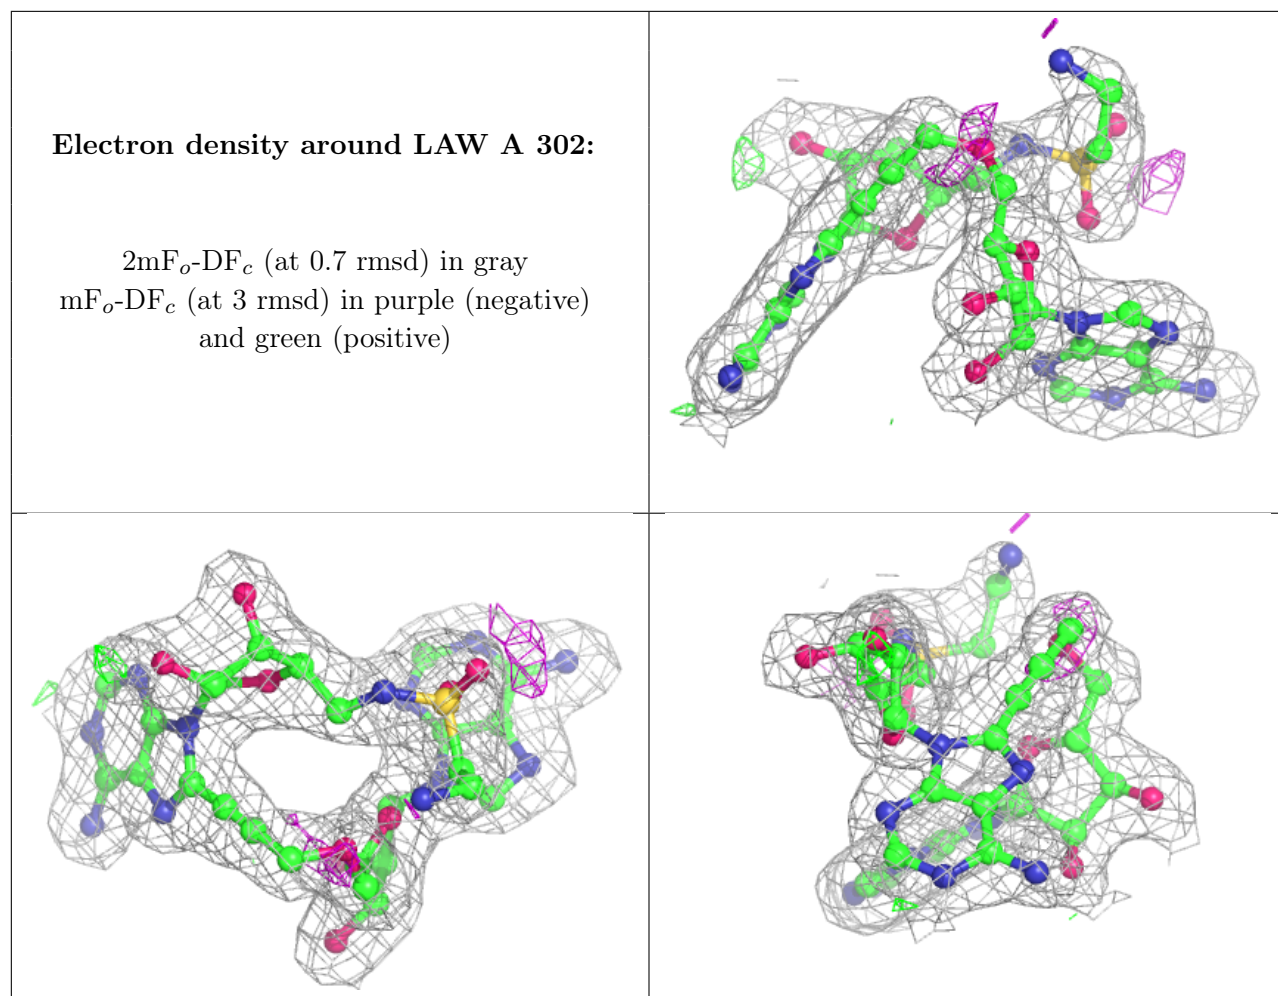 Electron density around LAW A 302:
2mFo-DFc (at 0.7 rmsd) in gray
mFo-DFc (at 3 rmsd) in purple (negative)
and green (positive)